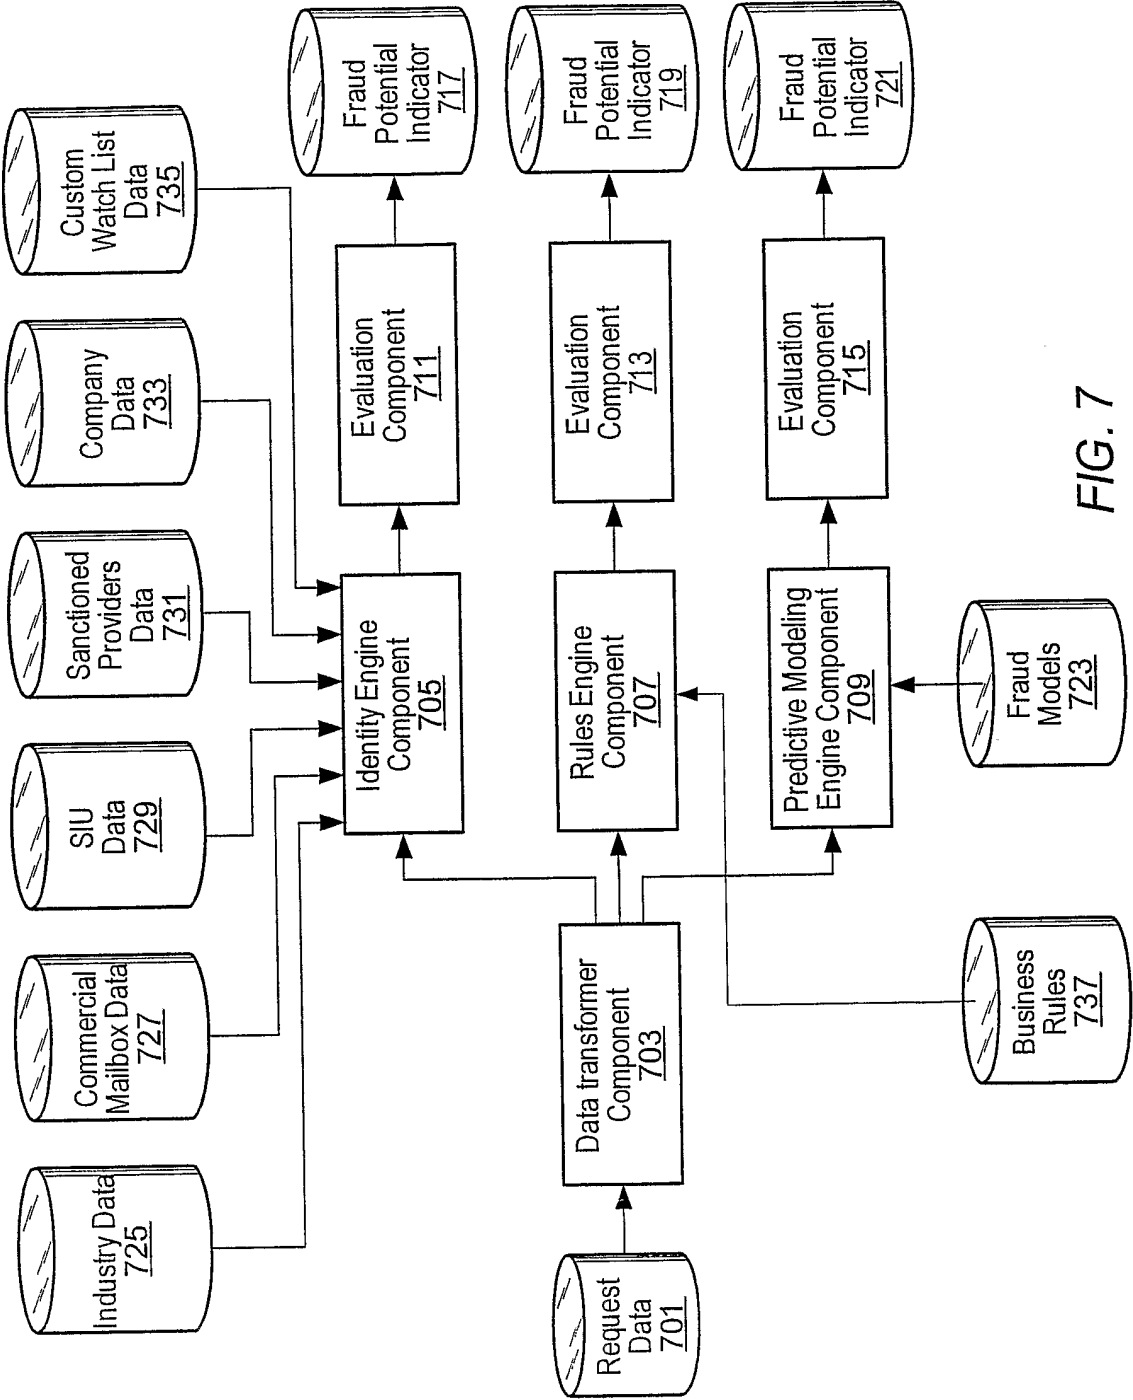 Industry Data
725
Commercial
Mailbox Data
727
SIU
Data
729
Sanctioned
Providers
Data
731
Company
Data
733
Custom
Watch List
Data
735
Identity Engine
Component
705
Evaluation
Component
711
Fraud
Potential
Indicator
717
Request
Data
701
Data transformer
Component
703
Rules Engine
Component
707
Evaluation
Component
713
Fraud
Potential
Indicator
719
Predictive Modeling
Engine Component
709
Evaluation
Component
715
Fraud
Potential
Indicator
721
Business
Rules
737
Fraud
Models
723
FIG. 7